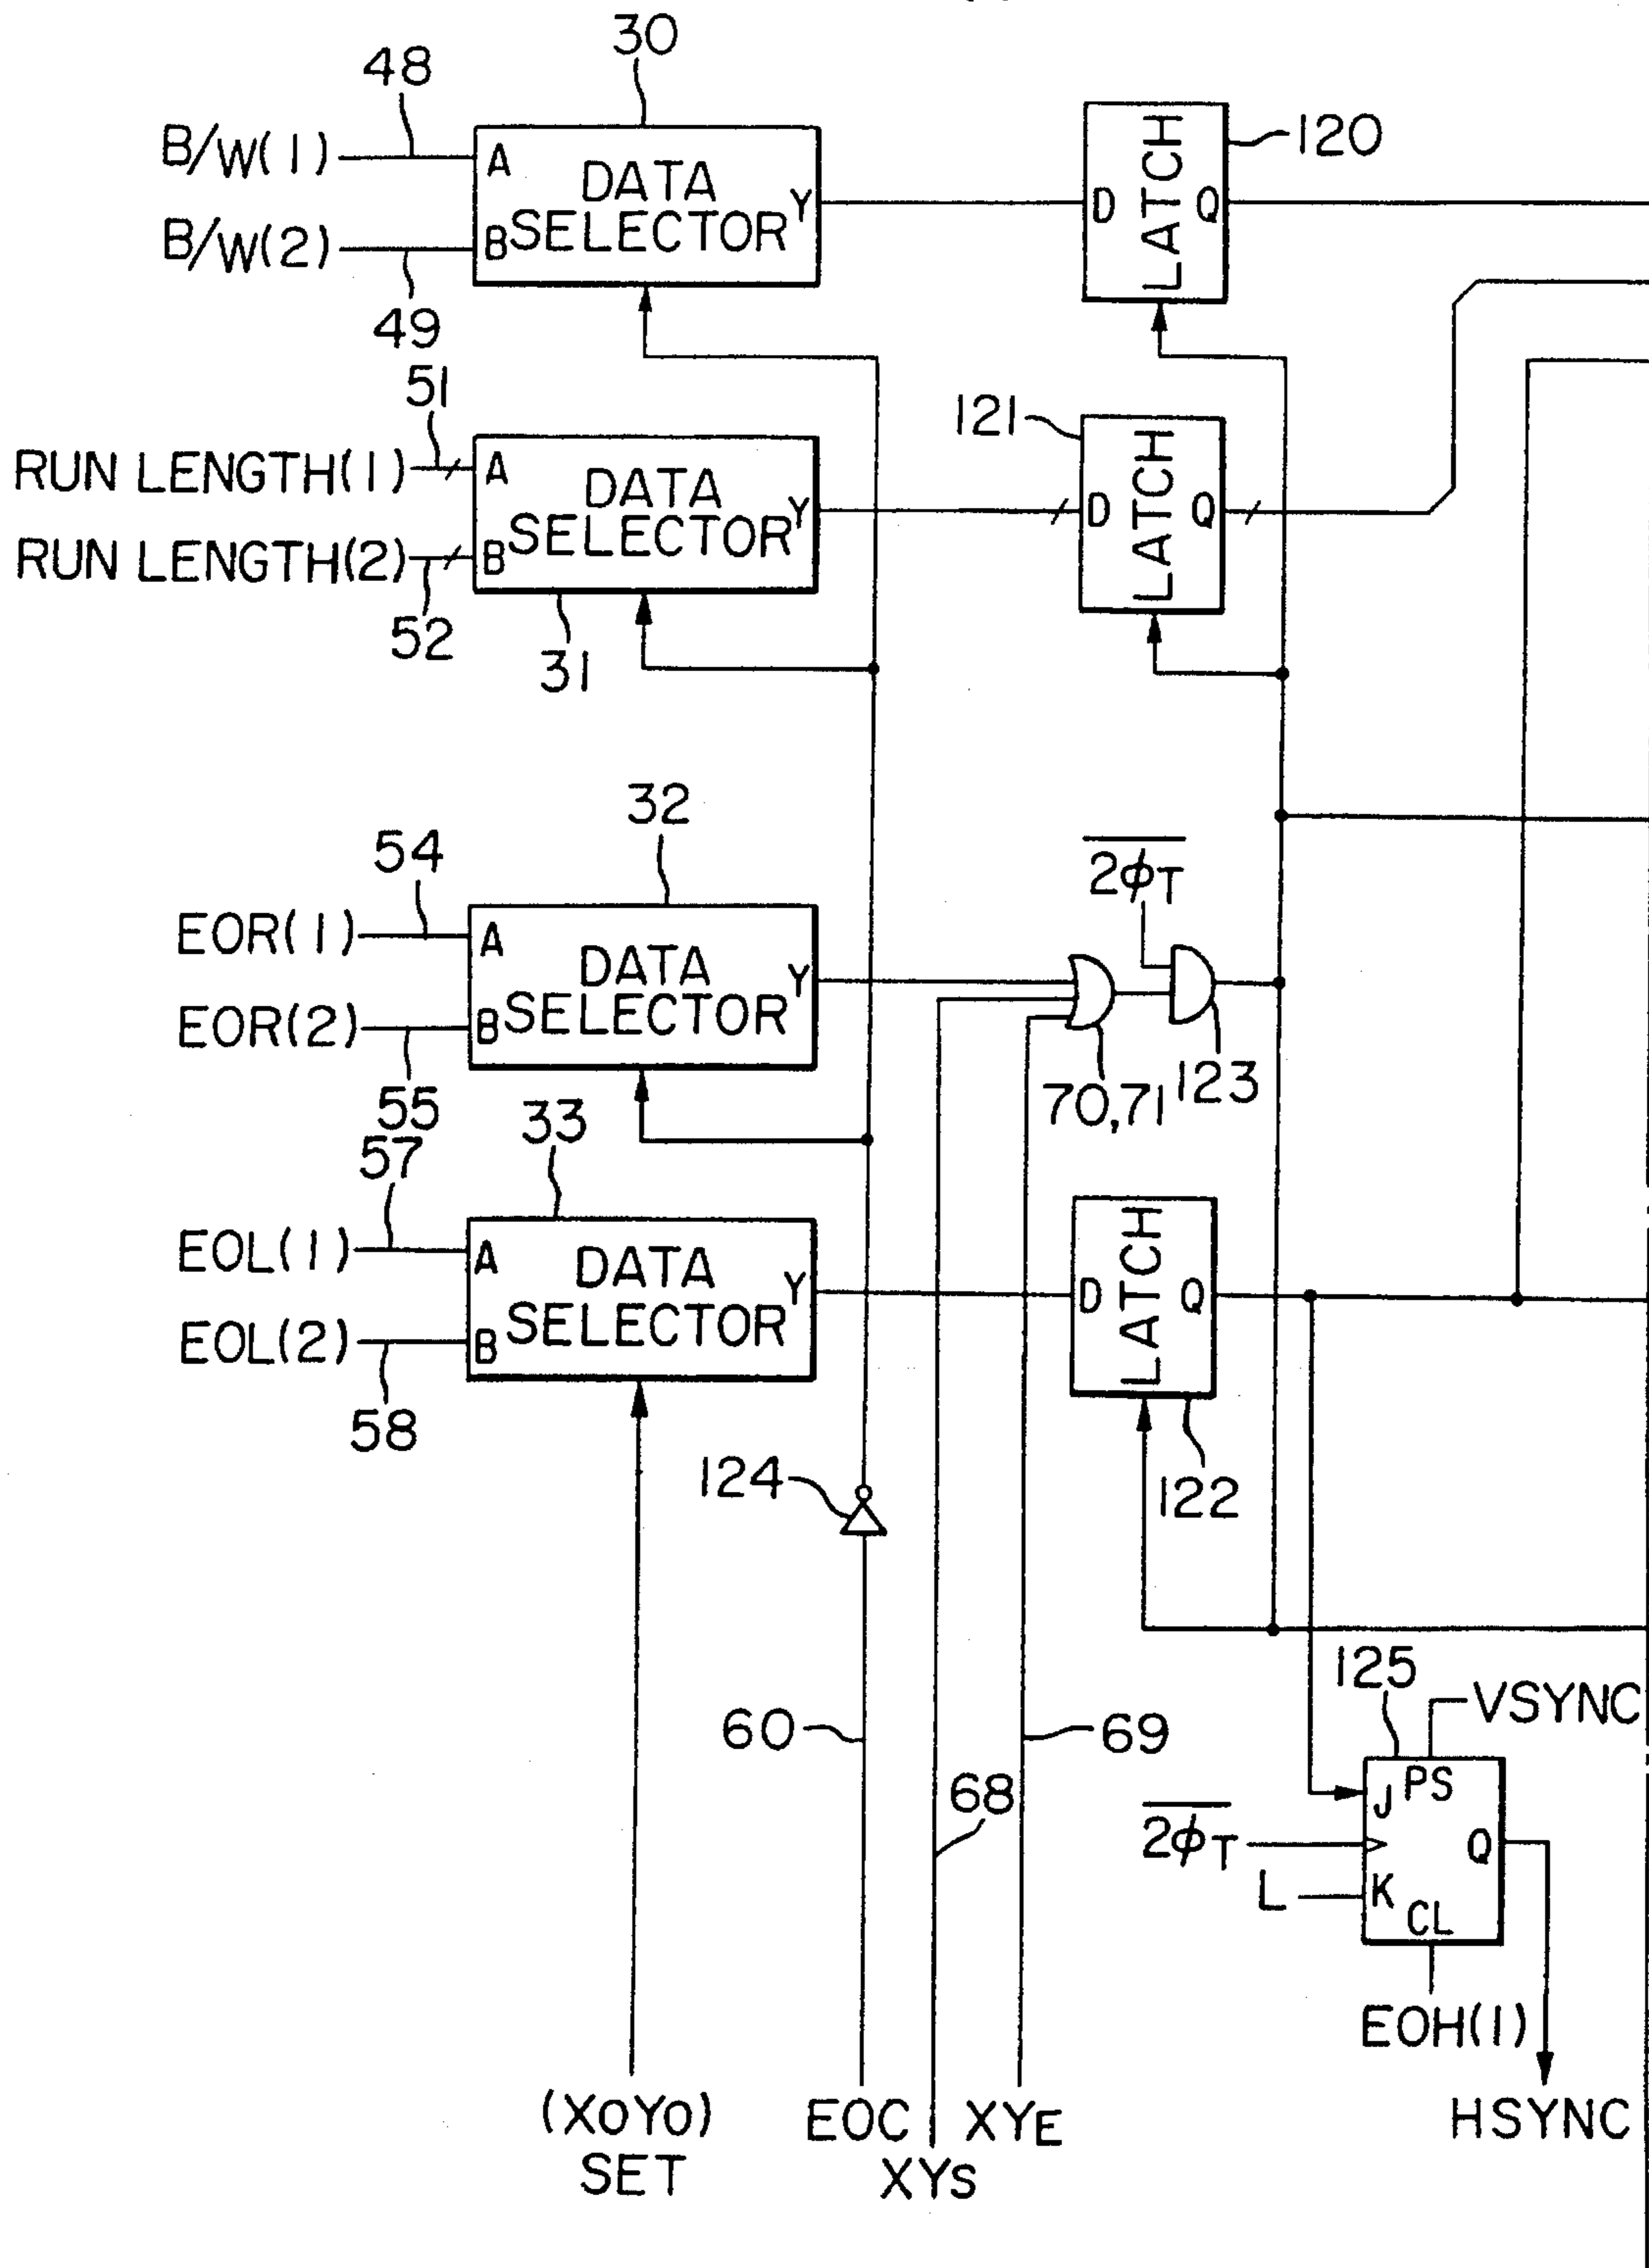 30
48
B/W(1)
A
DATA
SELECTOR
Y
B/W(2)
B
49
D
LATCH
Q
120
51
RUN LENGTH(1)
A
DATA
SELECTOR
Y
RUN LENGTH(2)
B
52
31
121
D
LATCH
Q
32
54
EOR(1)
A
DATA
SELECTOR
Y
EOR(2)
B
55
2ϕT
70,71
123
33
57
EOL(1)
A
DATA
SELECTOR
Y
EOL(2)
B
58
D
LATCH
Q
122
124
60
68
69
125
VSYNC
PS
J
2ϕT
Q
L
K
CL
EOH(1)
HSYNC
(X0Y0)
SET
EOC
XYS
XYE